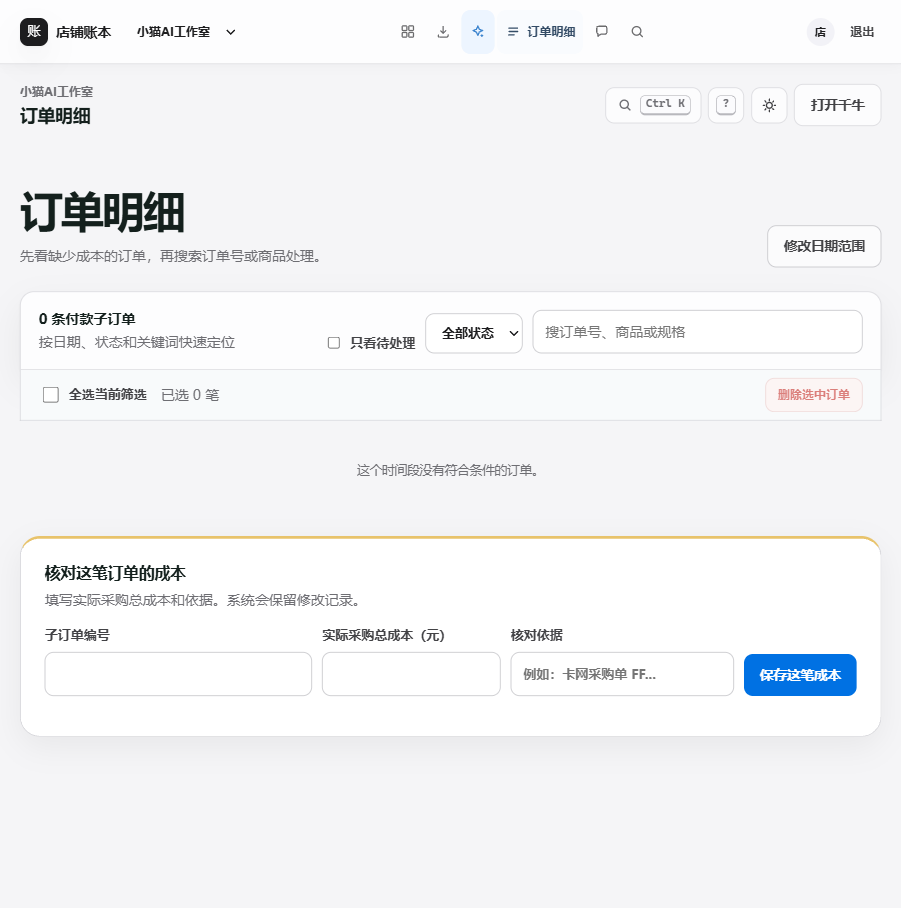 账 店铺账本 小猫AI工作室 订单明细 店 退出
小猫AI工作室
订单明细
Ctrl K ? 打开千牛
订单明细
先看缺少成本的订单，再搜索订单号或商品处理。
修改日期范围
0 条付款子订单
按日期、状态和关键词快速定位
只看待处理 全部状态 搜订单号、商品或规格
全选当前筛选 已选 0 笔 删除选中订单
这个时间段没有符合条件的订单。
核对这笔订单的成本
填写实际采购总成本和依据。系统会保留修改记录。
子订单编号 实际采购总成本（元） 核对依据
例如：卡网采购单 FF... 保存这笔成本